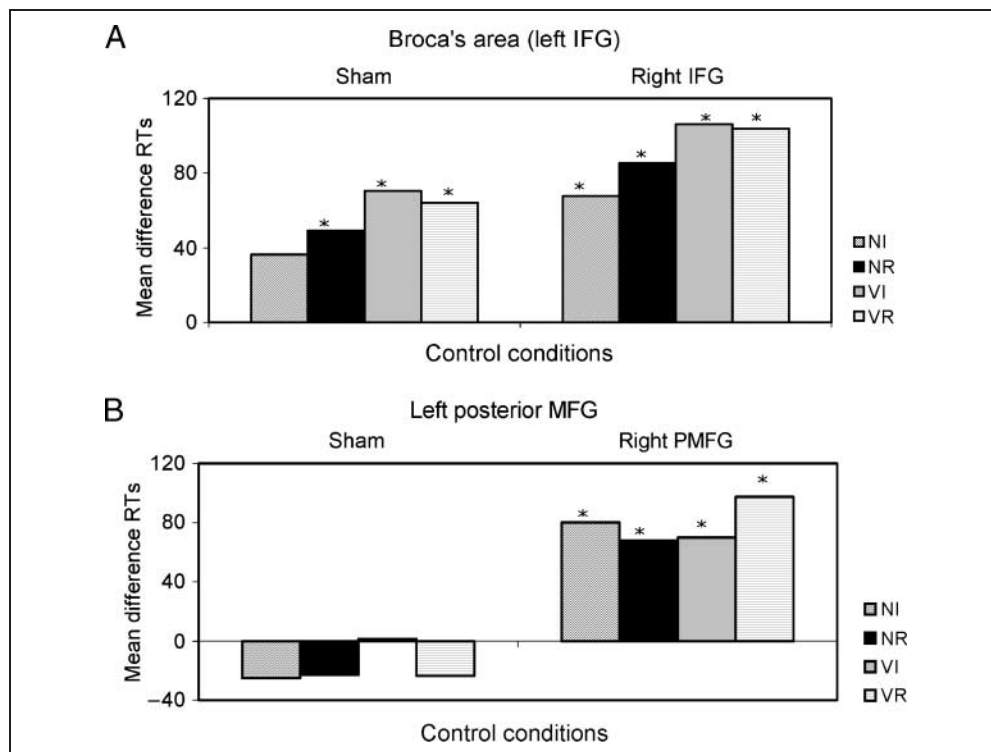 A
Broca's area (left IFG)
Sham Right IFG
Mean difference RTs
120
80
40
0
* * * * * * *
NI
NR
VI
VR
Control conditions
B
Left posterior MFG
Sham Right PMFG
Mean difference RTs
120
80
40
0
–40
* * * *
NI
NR
VI
VR
Control conditions